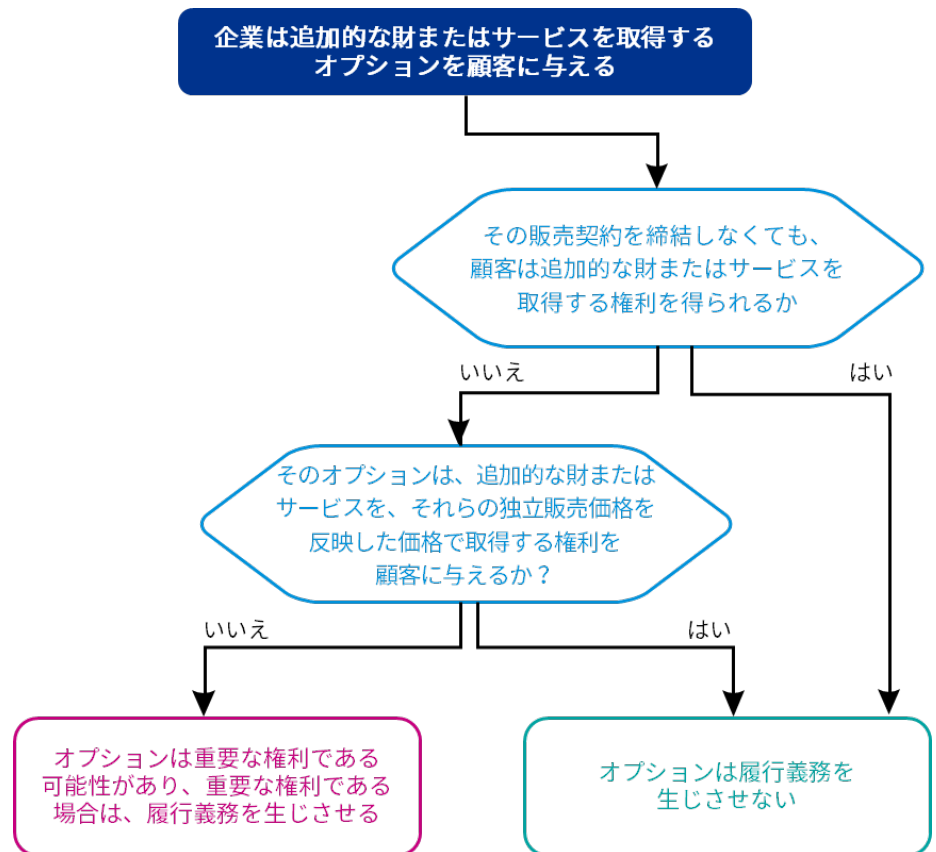 企業は追加的な財またはサービスを取得する
オプションを顧客に与える
その販売契約を締結しなくても、
顧客は追加的な財またはサービスを
取得する権利を得られるか
いいえ
はい
そのオプションは、追加的な財または
サービスを、それらの独立販売価格を
反映した価格で取得する権利を
顧客に与えるか？
いいえ
はい
オプションは重要な権利である
可能性があり、重要な権利である
場合は、履行義務を生じさせる
オプションは履行義務を
生じさせない